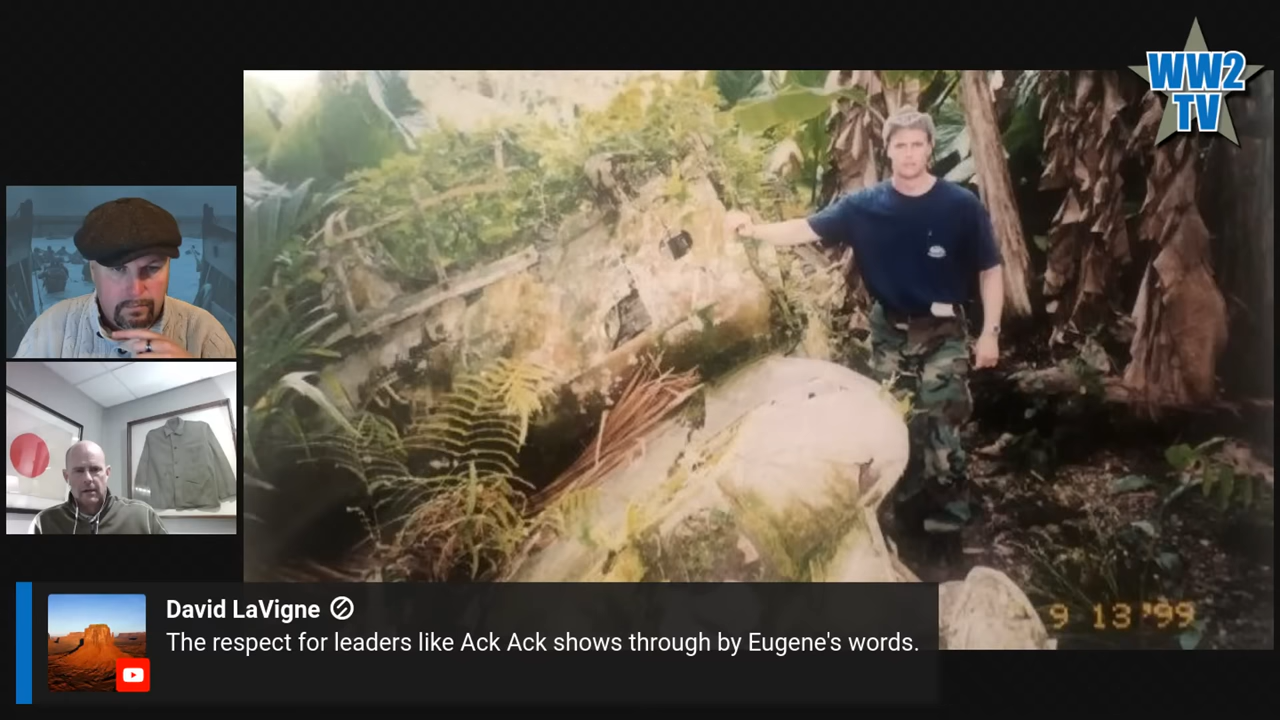 WW2
TV
David LaVigne
The respect for leaders like Ack Ack shows through by Eugene's words.
9 13 '99